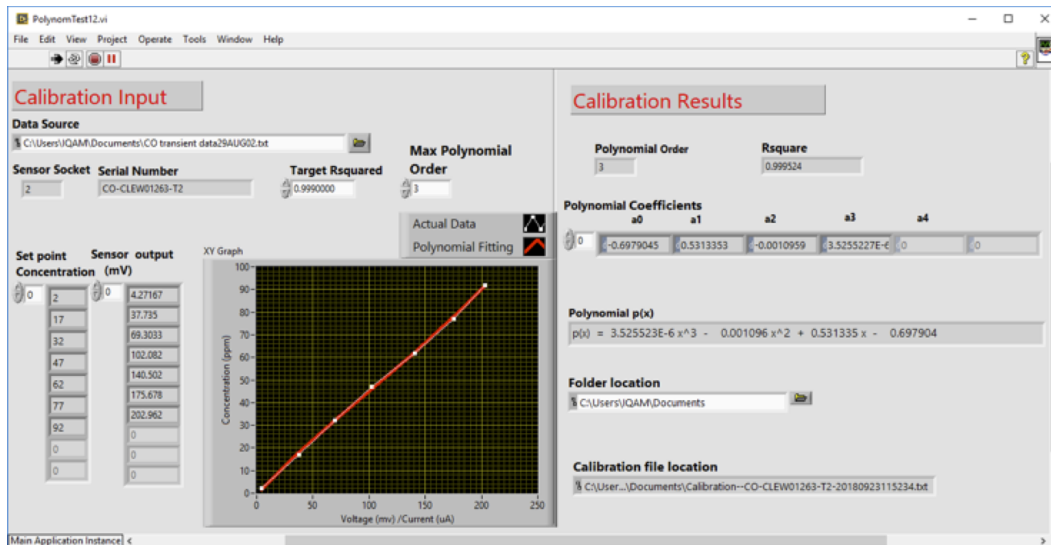 PolynomTest12.vi
File Edit View Project Operate Tools Window Help
Calibration Input
Data Source
C:\Users\JQAM\Documents\CO transient data29AUG02.txt
Sensor Socket Serial Number Target Rsquared Max Polynomial Order
2 CO-CLEW01263-T2 0.9990000 3
Actual Data
Polynomial Fitting
Set point Concentration Sensor output (mV)
0 0
2 4.27167
17 37.735
32 69.3033
47 102.082
62 140.502
77 175.678
92 202.962
0 0
0 0
XY Graph
Concentration (ppm)
100
90
80
70
60
50
40
30
20
10
0
0 50 100 150 200 250
Voltage (mv) /Current (uA)
Calibration Results
Polynomial Order Rsquare
3 0.999524
Polynomial Coefficients
a0 a1 a2 a3 a4
0 -0.6979045 0.5313353 -0.0010959 3.5255227E-6 0 0
Polynomial p(x)
p(x) = 3.525523E-6 x^3 - 0.001096 x^2 + 0.531335 x - 0.697904
Folder location
C:\Users\JQAM\Documents
Calibration file location
C:\User...\Documents\Calibration--CO-CLEW01263-T2-20180923115234.txt
Main Application Instance